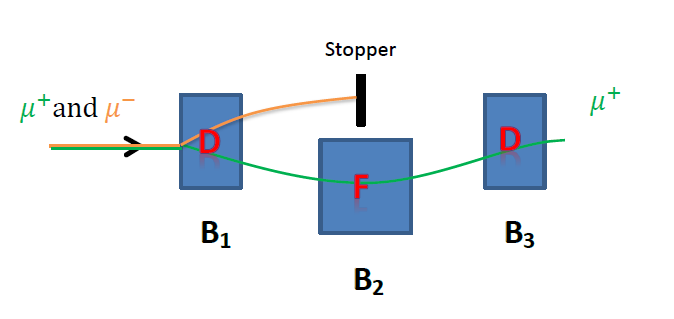 Stopper
μ⁺and μ⁻
μ⁺
D
D
F
B₁
B₃
B₂